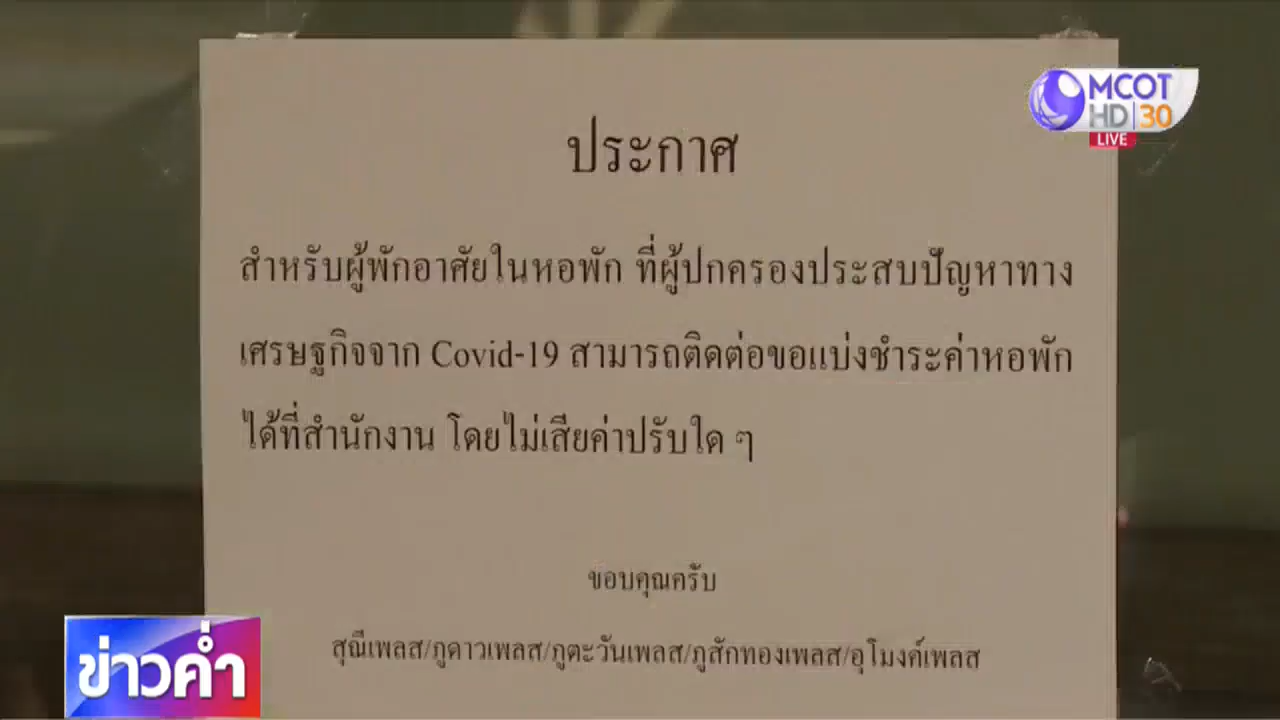 MCOT
HD 30
LIVE
ประกาศ
สำหรับผู้พักอาศัยในหอพัก ที่ผู้ปกครองประสบปัญหาทาง
เศรษฐกิจจาก Covid-19 สามารถติดต่อขอแบ่งชำระค่าหอพัก
ได้ที่สำนักงาน โดยไม่เสียค่าปรับใด ๆ
ขอบคุณครับ
สุณีเพลส/ภูดาวเพลส/ภูตะวันเพลส/ภูสักทองเพลส/อุโมงค์เพลส
ข่าวค่ำ